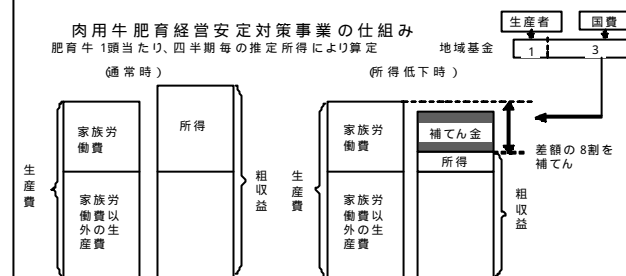 肉用牛肥育経営安定対策事業の仕組み
肥育牛1頭当たり、四半期毎の推定所得により算定
生産者
国費
地域基金
1
3
(通常時)
(所得低下時)
生産費
家族労
働費
家族労
働費以
外の生
産費
所得
粗収益
生産費
家族労
働費
家族労
働費以
外の生
産費
補てん金
所得
粗収益
差額の8割を
補てん